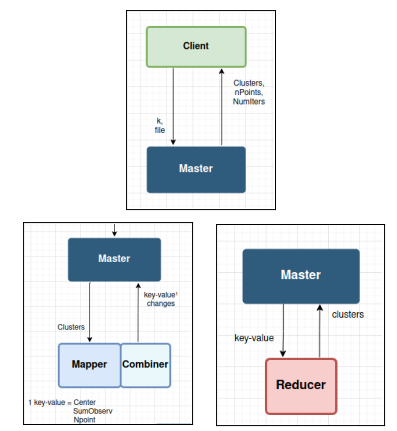 Client
Clusters,
nPoints,
NumIters
k,
file
Master
Master
key-value¹
changes
Clusters
Mapper
Combiner
1 key-value = Center
SumObserv
Npoint
Master
clusters
key-value
Reducer